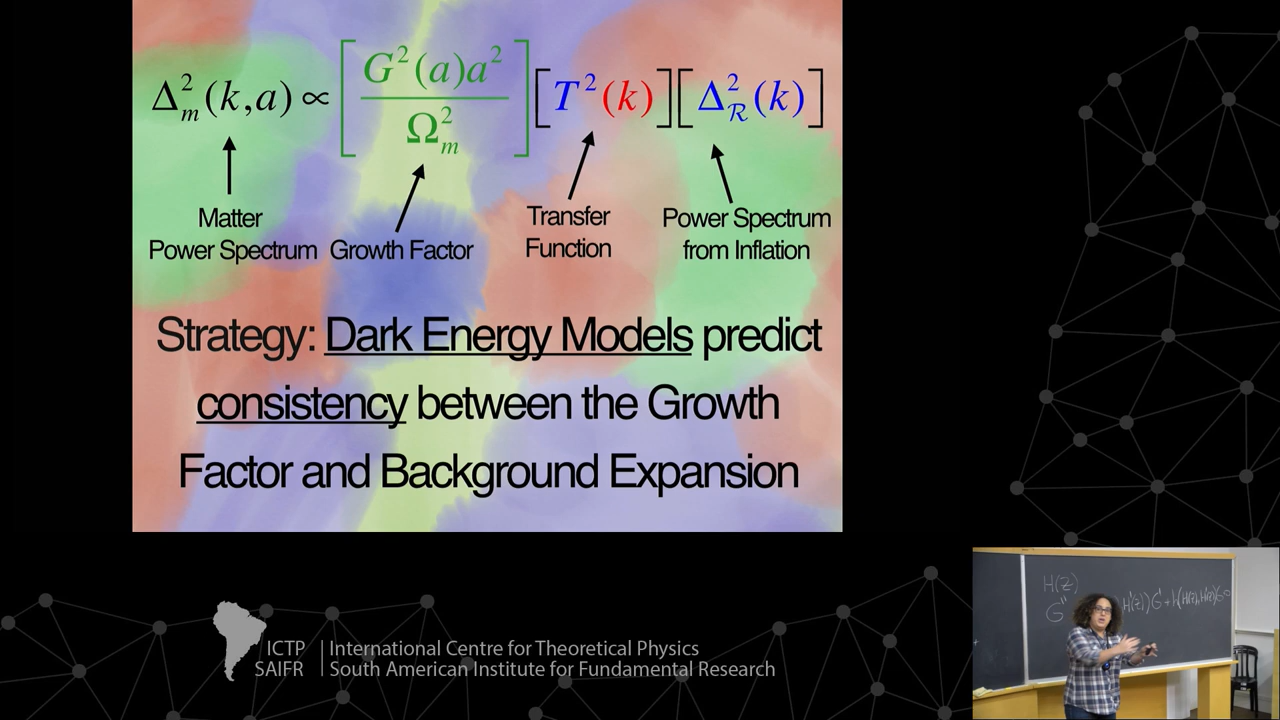 Δ²ₘ(k,a) ∝ [G²(a)a² / Ω²ₘ] [T²(k)] [Δ²_ℛ(k)]
Matter
Power Spectrum
Growth Factor
Transfer
Function
Power Spectrum
from Inflation
Strategy: Dark Energy Models predict
consistency between the Growth
Factor and Background Expansion
ICTP
SAIFR
International Centre for Theoretical Physics
South American Institute for Fundamental Research
H(z)
G''